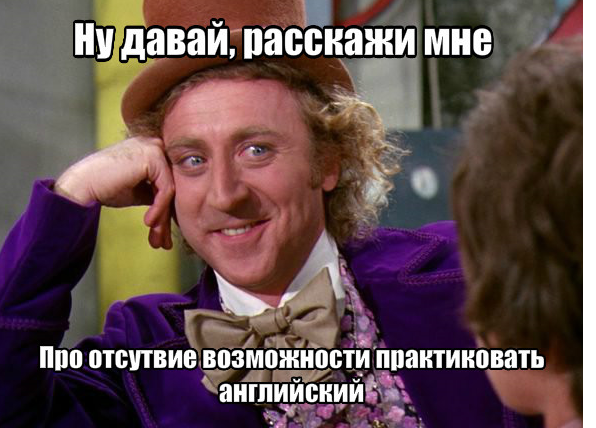 Ну давай, расскажи мне
Про отсутвие возможности практиковать
английский